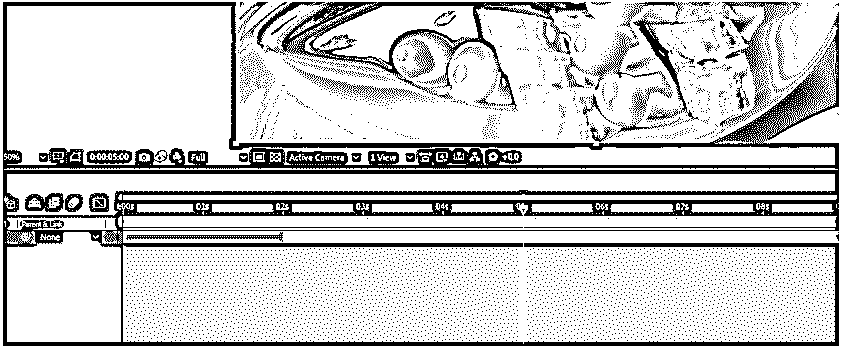 50% 0:00:05:00 Full Active Camera 1 View +0.0
:00s 01s 02s 03s 04s 06s 07s 08s
Parent & Link
None